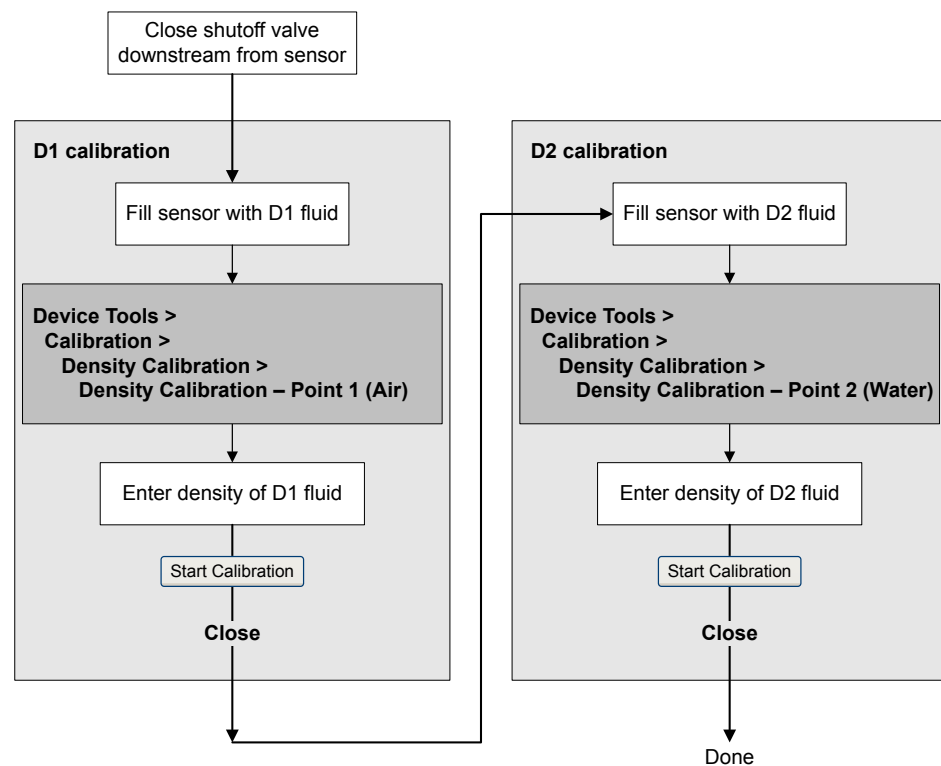 Close shutoff valve
downstream from sensor
D1 calibration
Fill sensor with D1 fluid
Device Tools >
Calibration >
Density Calibration >
Density Calibration – Point 1 (Air)
Enter density of D1 fluid
Start Calibration
Close
D2 calibration
Fill sensor with D2 fluid
Device Tools >
Calibration >
Density Calibration >
Density Calibration – Point 2 (Water)
Enter density of D2 fluid
Start Calibration
Close
Done